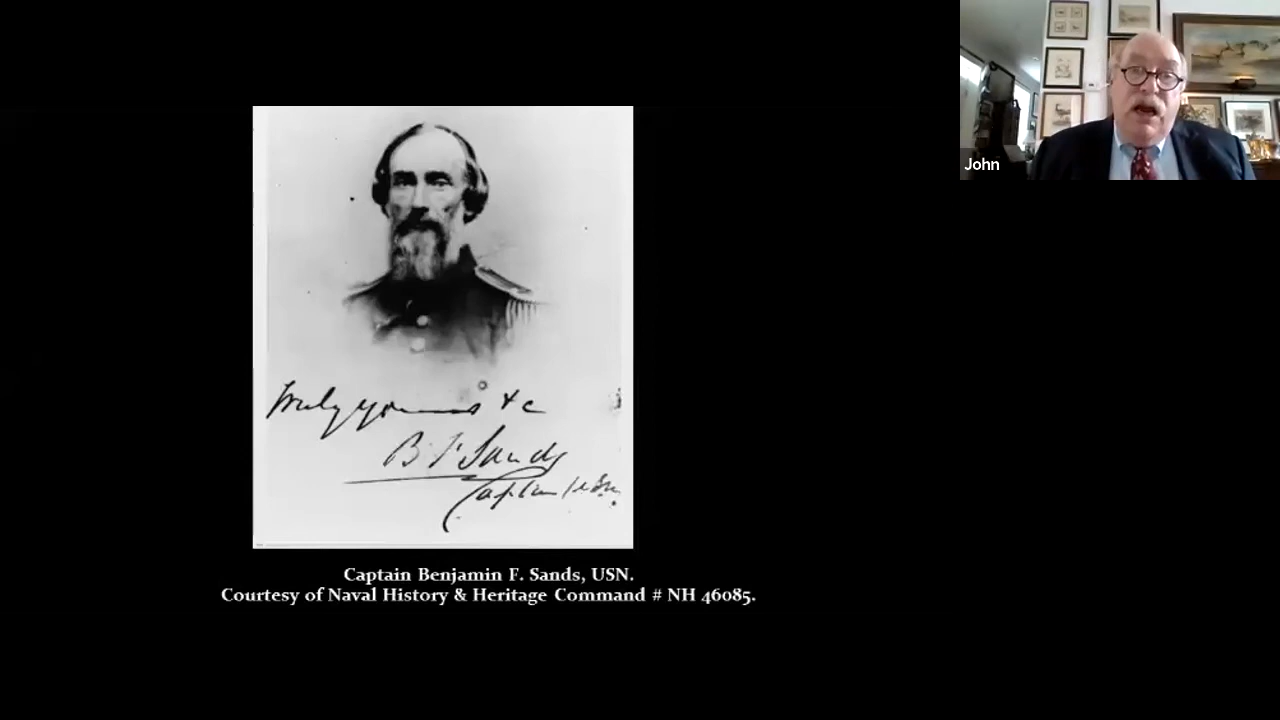 John
Truly yours &c
B F Sands
Captain USN.
Captain Benjamin F. Sands, USN.
Courtesy of Naval History & Heritage Command # NH 46085.